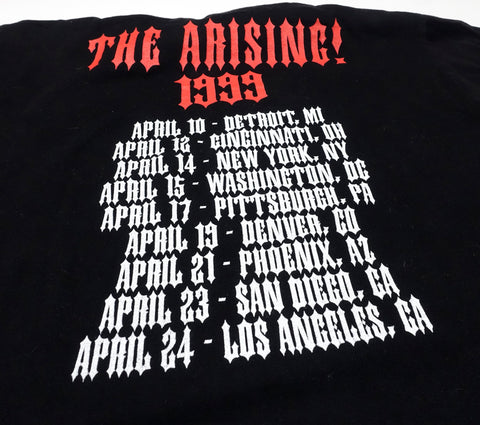 THE ARISING!
1999
APRIL 10 - DETROIT, MI
APRIL 12 - CINCINNATI, OH
APRIL 14 - NEW YORK, NY
APRIL 15 - WASHINGTON, DC
APRIL 17 - PITTSBURGH, PA
APRIL 19 - DENVER, CO
APRIL 21 - PHOENIX, AZ
APRIL 23 - SAN DIEGO, CA
APRIL 24 - LOS ANGELES, CA